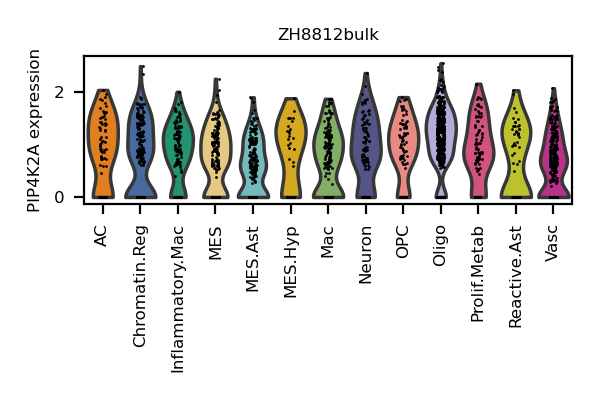 ZH8812bulk
PIP4K2A expression
2
0
AC
Chromatin.Reg
Inflammatory.Mac
MES
MES.Ast
MES.Hyp
Mac
Neuron
OPC
Oligo
Prolif.Metab
Reactive.Ast
Vasc